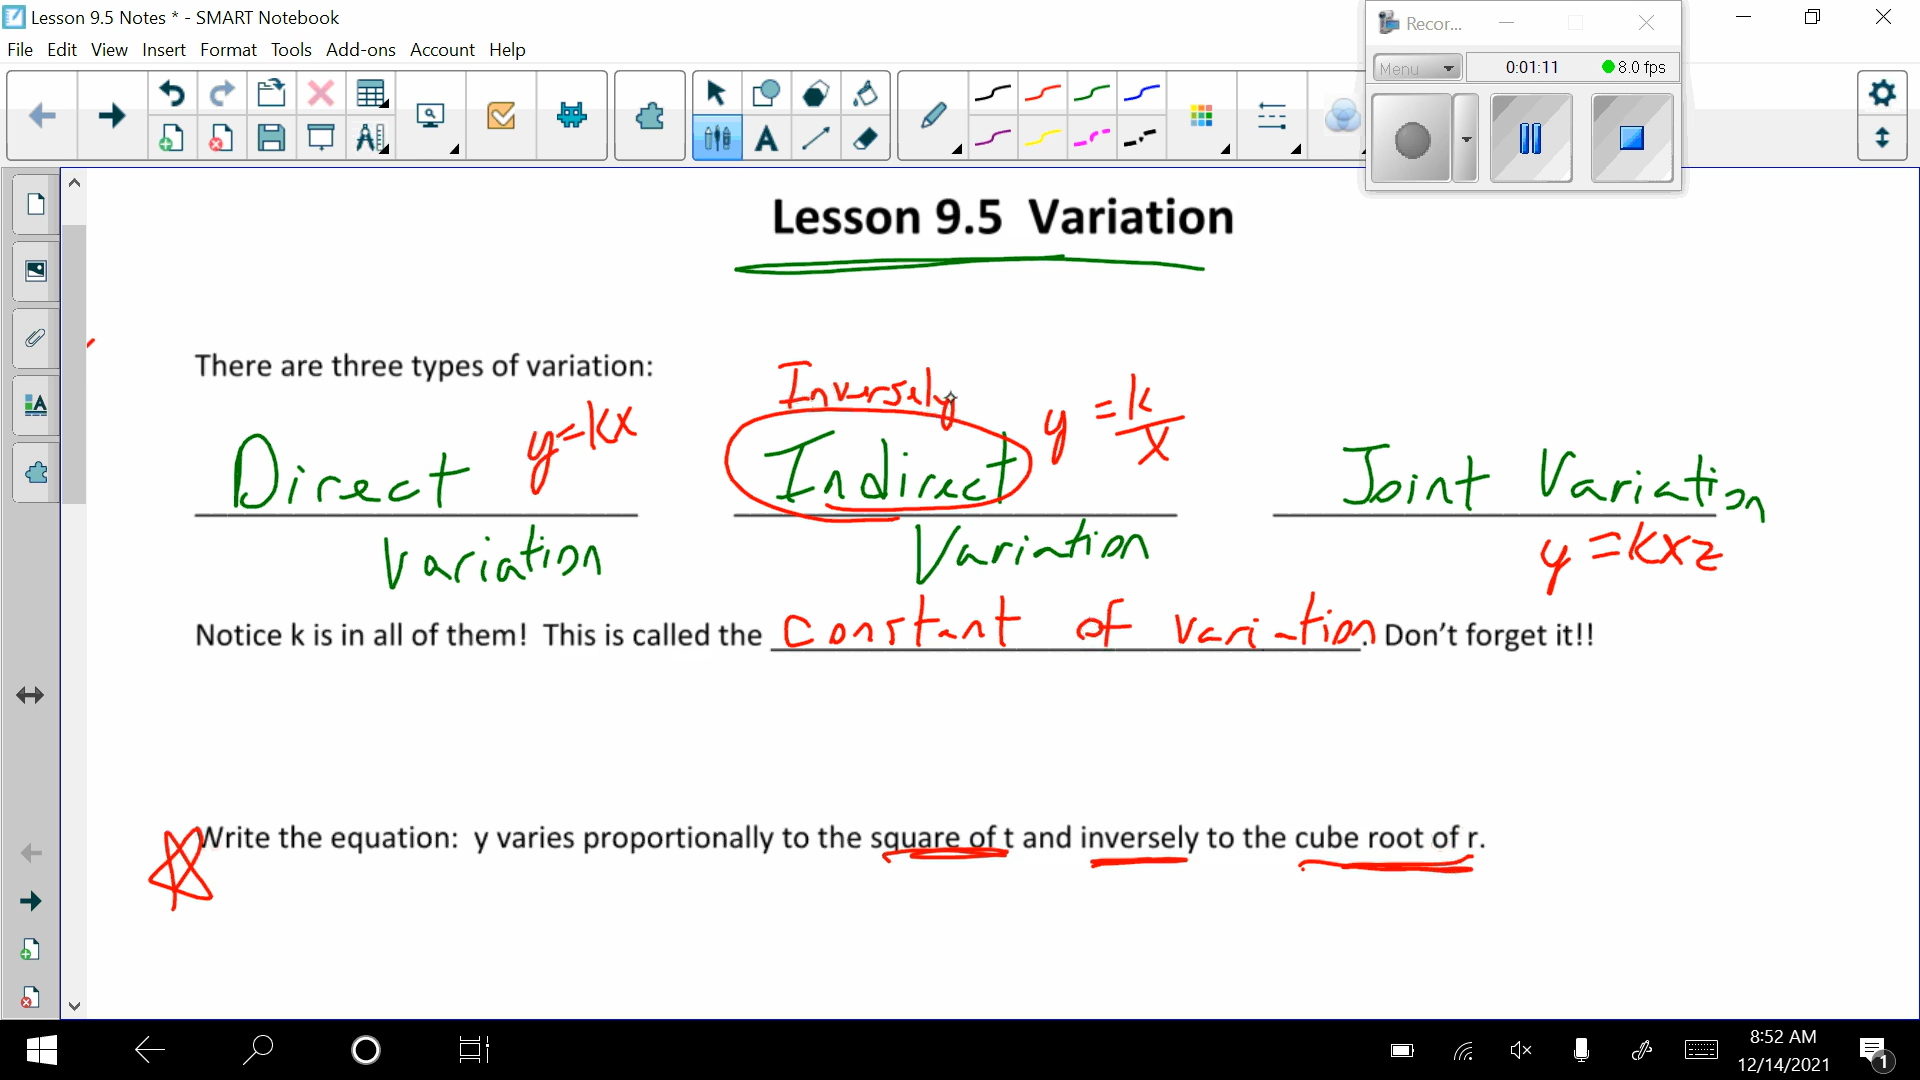 Lesson 9.5 Notes * - SMART Notebook
Recor...
File Edit View Insert Format Tools Add-ons Account Help
Menu 0:01:11 8.0 fps
Lesson 9.5 Variation
There are three types of variation:
Inversely
Direct y=kx Indirect y = k/x Joint Variation
Variation Variation y = kxz
Notice k is in all of them! This is called the constant of variation. Don't forget it!!
Write the equation: y varies proportionally to the square of t and inversely to the cube root of r.
8:52 AM
12/14/2021
1